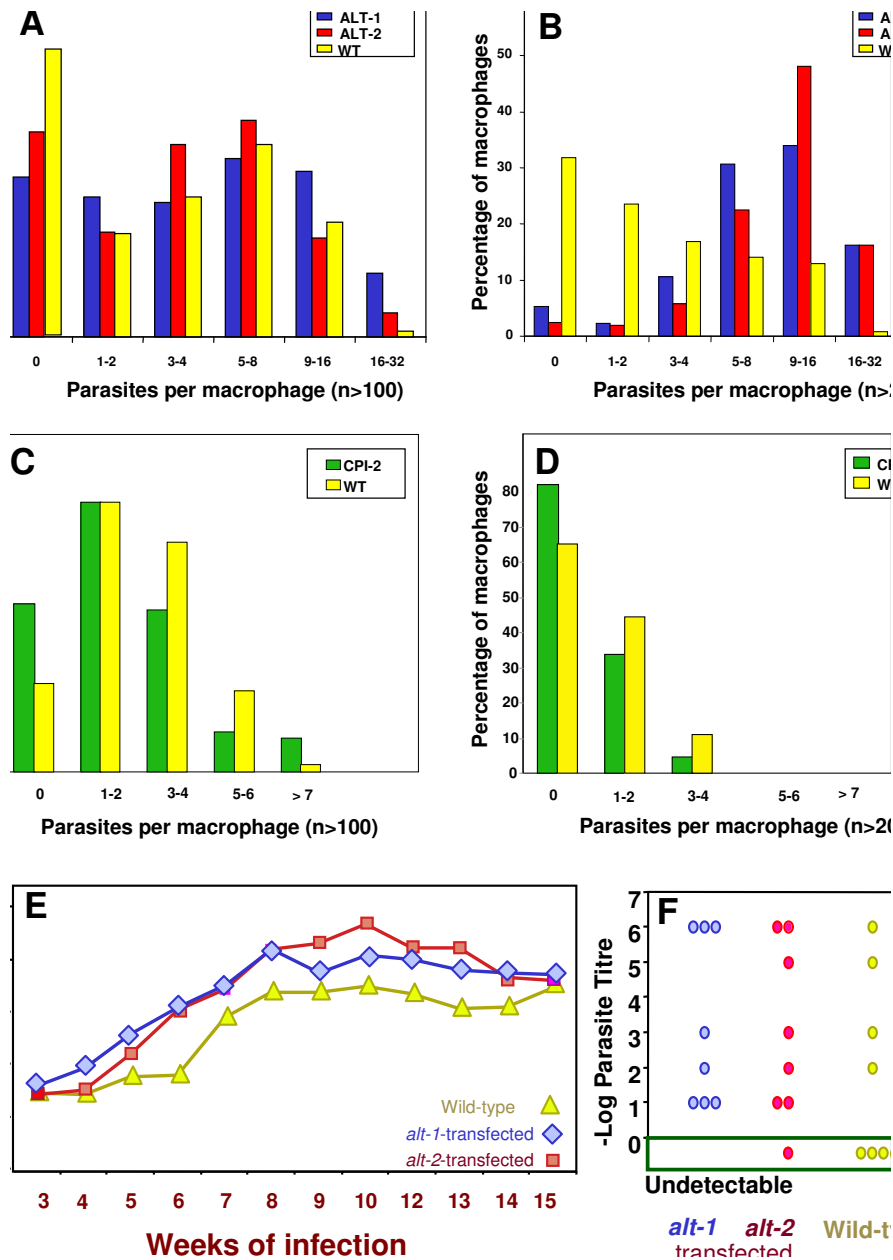 A
ALT-1
ALT-2
WT
0 1-2 3-4 5-8 9-16 16-32
Parasites per macrophage (n>100)
B
Percentage of macrophages
50
40
30
20
10
0
0 1-2 3-4 5-8 9-16 16-32
Parasites per macrophage
C
CPI-2
WT
0 1-2 3-4 5-6 > 7
Parasites per macrophage (n>100)
D
Percentage of macrophages
80
70
60
50
40
30
20
10
0
0 1-2 3-4 5-6 > 7
Parasites per macrophage
E
Wild-type
alt-1-transfected
alt-2-transfected
3 4 5 6 7 8 9 10 12 13 14 15
Weeks of infection
F
-Log Parasite Titre
7
6
5
4
3
2
1
0
Undetectable
alt-1 alt-2
transfected